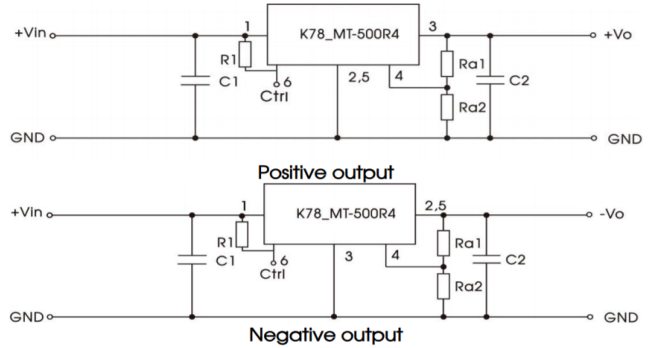 +Vin 1 K78_MT-500R4 3 +Vo
R1 Ra1
C1 6 2,5 4 C2
Ctrl Ra2
GND GND
Positive output
+Vin 1 K78_MT-500R4 2,5 -Vo
R1 Ra1
C1 6 3 4 C2
Ctrl Ra2
GND GND
Negative output